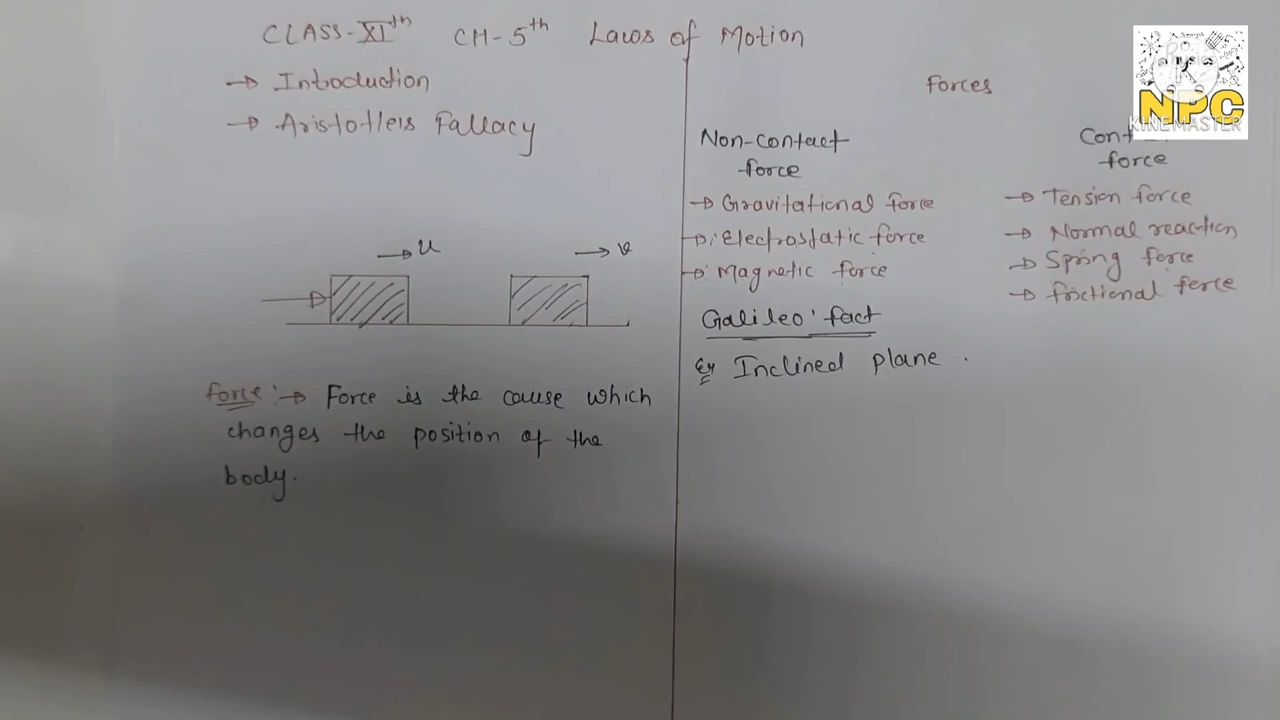 CLASS-XIth CH-5th Laws of Motion
→ Introduction
→ Aristotle's Fallacy
→ u
→ v
force :→ Force is the cause which
changes the position of the
body.
Forces
Non-contact
force
→ Gravitational force
→ Electrostatic force
→ Magnetic force
Galileo' fact
Eg Inclined plane .
force
→ Tension force
→ Normal reaction
→ Spring force
→ frictional force
Physics
NPC
KINEMASTER